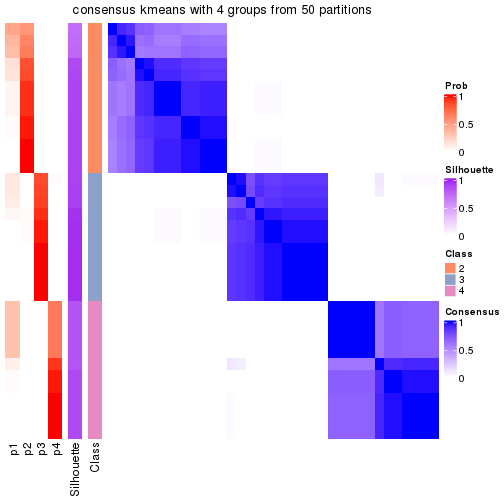 consensus kmeans with 4 groups from 50 partitions
Prob
1
0.5
0
Silhouette
1
0.5
0
Class
2
3
4
Consensus
1
0.5
0
p1
p2
p3
p4
Silhouette
Class